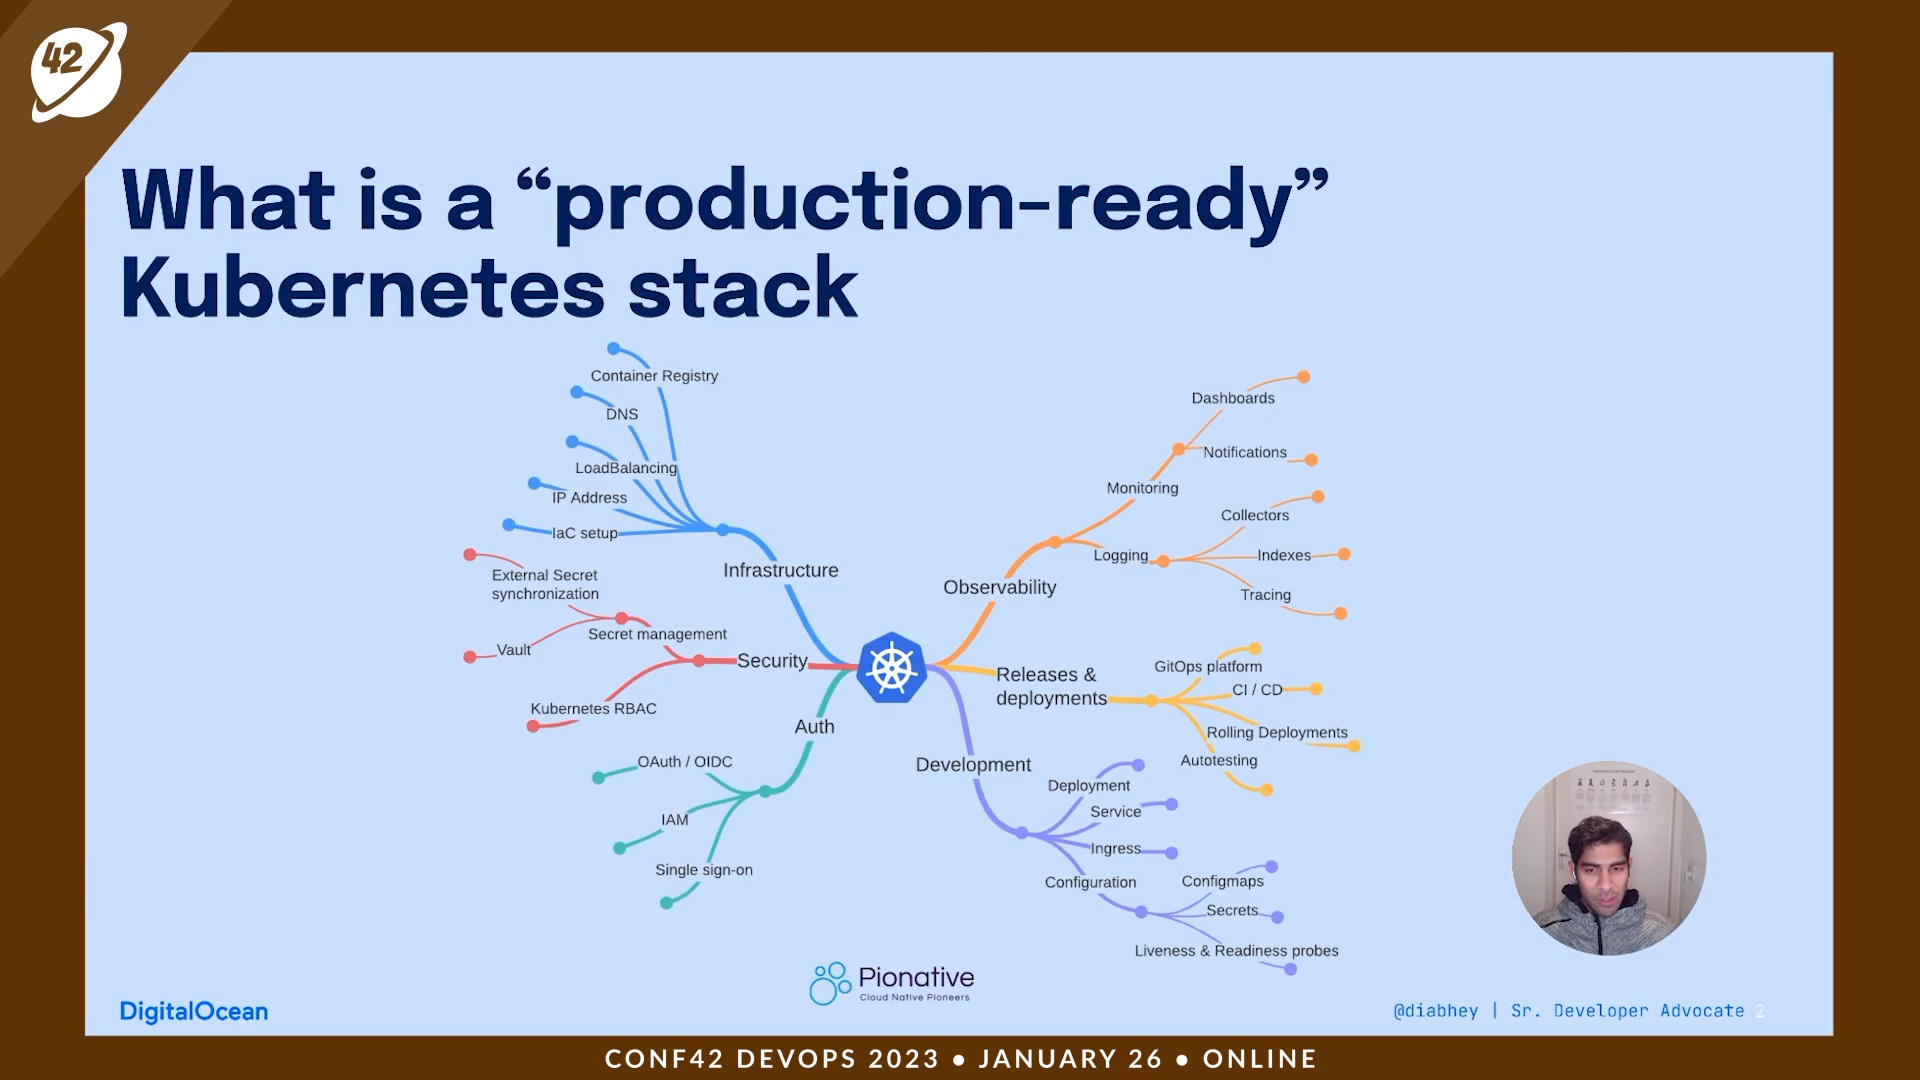 42
What is a “production-ready”
Kubernetes stack
Container Registry
DNS
LoadBalancing
IP Address
IaC setup
Infrastructure
External Secret
synchronization
Secret management
Vault
Security
Kubernetes RBAC
Auth
OAuth / OIDC
IAM
Single sign-on
Dashboards
Notifications
Monitoring
Collectors
Logging
Indexes
Tracing
Observability
Releases &
deployments
GitOps platform
CI / CD
Rolling Deployments
Autotesting
Development
Deployment
Service
Ingress
Configuration
Configmaps
Secrets
Liveness & Readiness probes
Pionative
Cloud Native Pioneers
DigitalOcean
@diabhey | Sr. Developer Advocate 2
CONF42 DEVOPS 2023 ● JANUARY 26 ● ONLINE